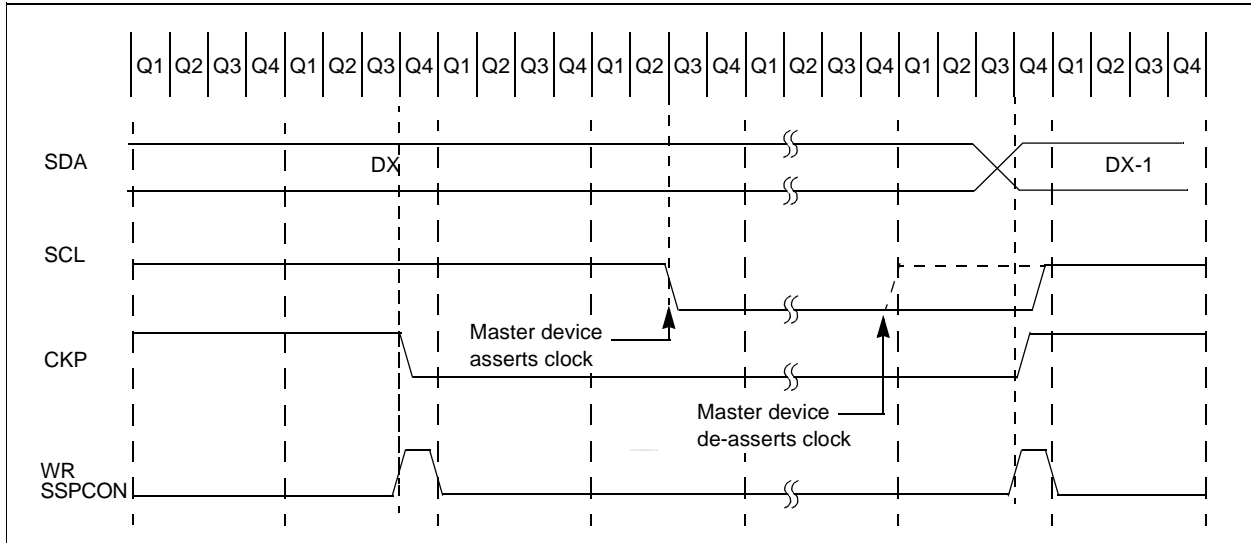 Q1 Q2 Q3 Q4 Q1 Q2 Q3 Q4 Q1 Q2 Q3 Q4 Q1 Q2 Q3 Q4 Q1 Q2 Q3 Q4 Q1 Q2 Q3 Q4 Q1 Q2 Q3 Q4
SDA
DX
DX-1
SCL
Master device
asserts clock
CKP
Master device
de-asserts clock
WR
SSPCON